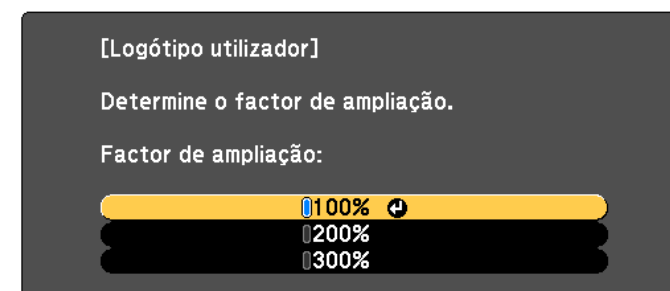 [Logótipo utilizador]
Determine o factor de ampliação.
Factor de ampliação:
100%
200%
300%